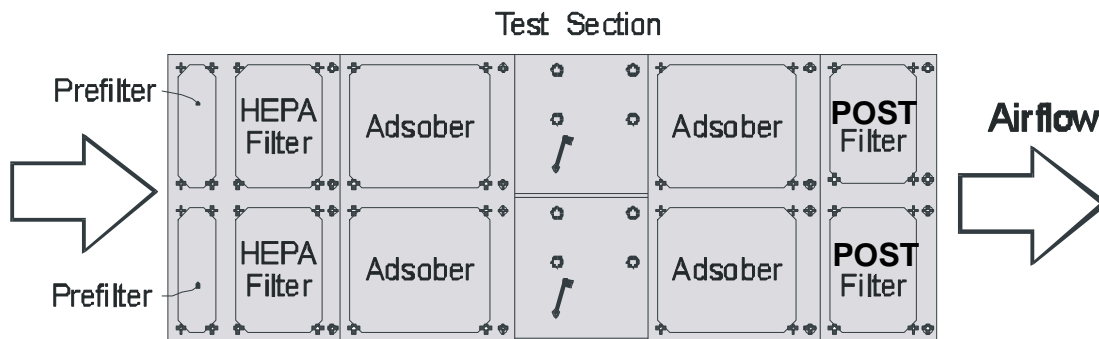 Test Section
Prefilter
HEPA
Filter
Adsober
Adsober
POST
Filter
Airflow
HEPA
Filter
Adsober
Adsober
POST
Filter
Prefilter